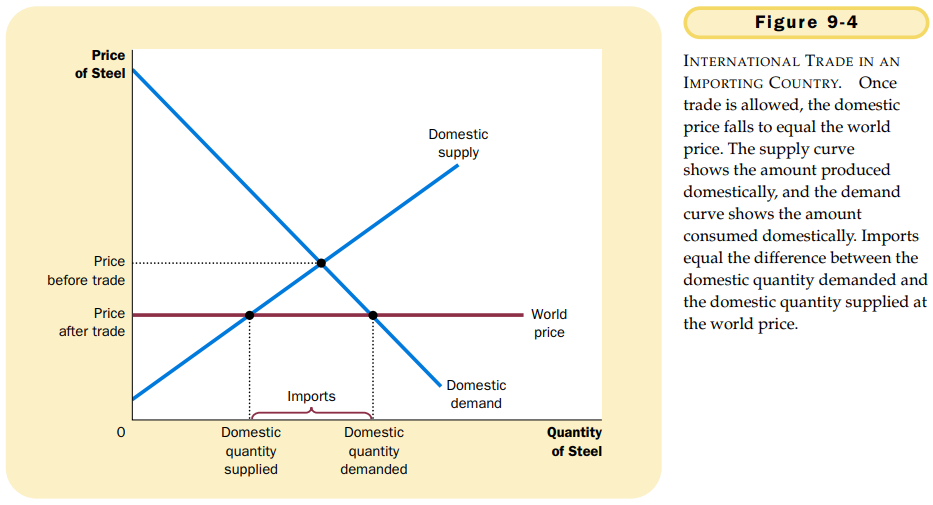 Price
of Steel
Domestic
supply
Price
before trade
Price
after trade
World
price
Domestic
demand
Imports
0
Domestic
quantity
supplied
Domestic
quantity
demanded
Quantity
of Steel
Figure 9-4
INTERNATIONAL TRADE IN AN
IMPORTING COUNTRY. Once
trade is allowed, the domestic
price falls to equal the world
price. The supply curve
shows the amount produced
domestically, and the demand
curve shows the amount
consumed domestically. Imports
equal the difference between the
domestic quantity demanded and
the domestic quantity supplied at
the world price.